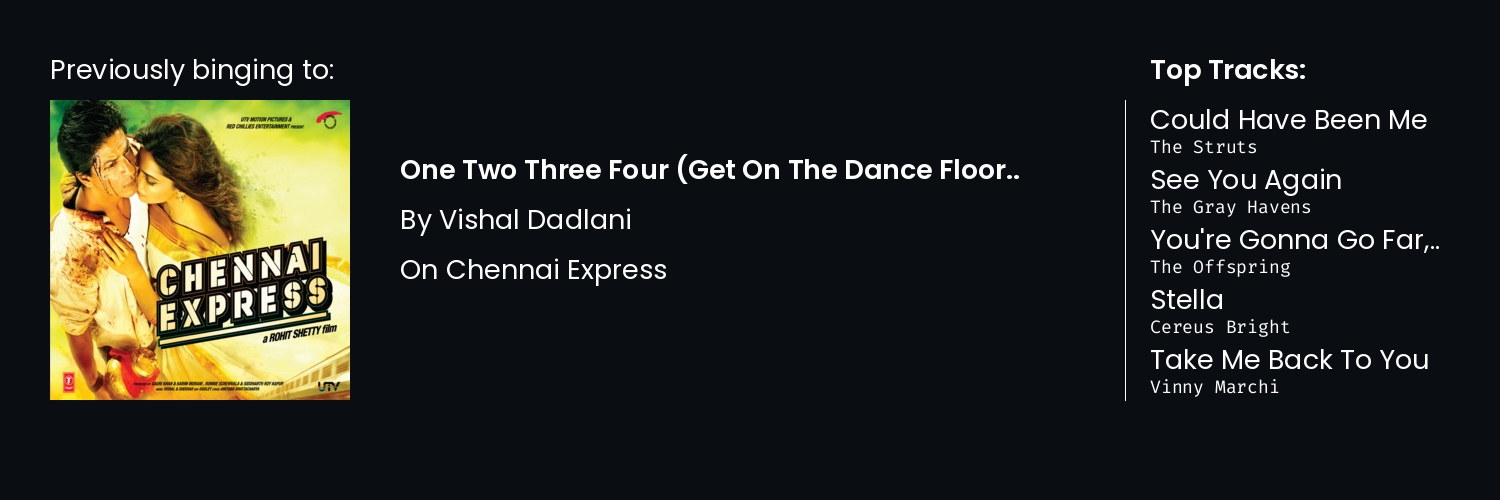 Previously binging to:
UTV MOTION PICTURES &
RED CHILLIES ENTERTAINMENT PRESENT
CHENNAI
EXPRESS
a ROHIT SHETTY film
UTV
One Two Three Four (Get On The Dance Floor..
By Vishal Dadlani
On Chennai Express
Top Tracks:
Could Have Been Me
The Struts
See You Again
The Gray Havens
You're Gonna Go Far,..
The Offspring
Stella
Cereus Bright
Take Me Back To You
Vinny Marchi